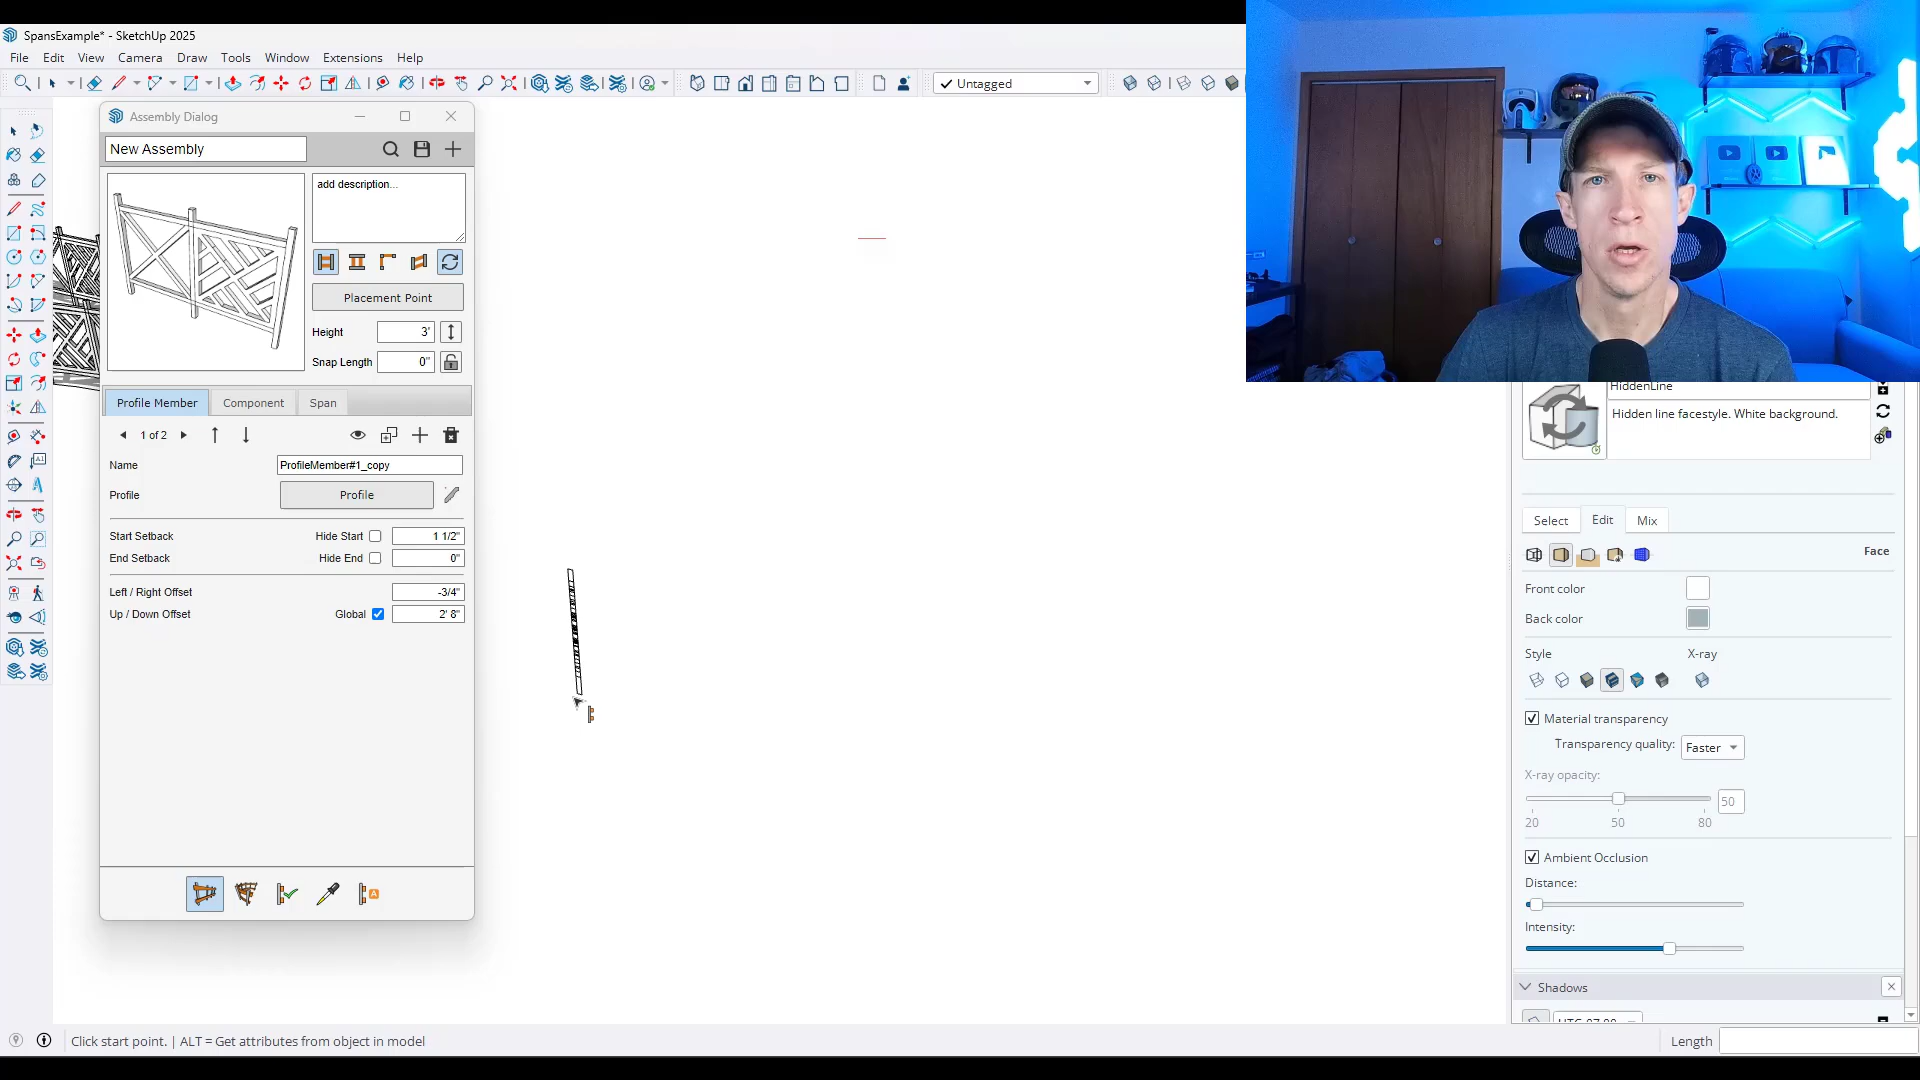 SpansExample* - SketchUp 2025
File Edit View Camera Draw Tools Window Extensions Help
Untagged
Assembly Dialog
New Assembly
add description...
Placement Point
Height 3'
Snap Length 0"
Profile Member Component Span
1 of 2
Name ProfileMember#1_copy
Profile Profile
Start Setback Hide Start 1 1/2"
End Setback Hide End 0"
Left / Right Offset -3/4"
Up / Down Offset Global 2' 8"
HiddenLine
Hidden line facestyle. White background.
Select Edit Mix
Face
Front color
Back color
Style X-ray
Material transparency
Transparency quality: Faster
X-ray opacity:
50
20 50 80
Ambient Occlusion
Distance:
Intensity:
Shadows
Click start point. | ALT = Get attributes from object in model
Length